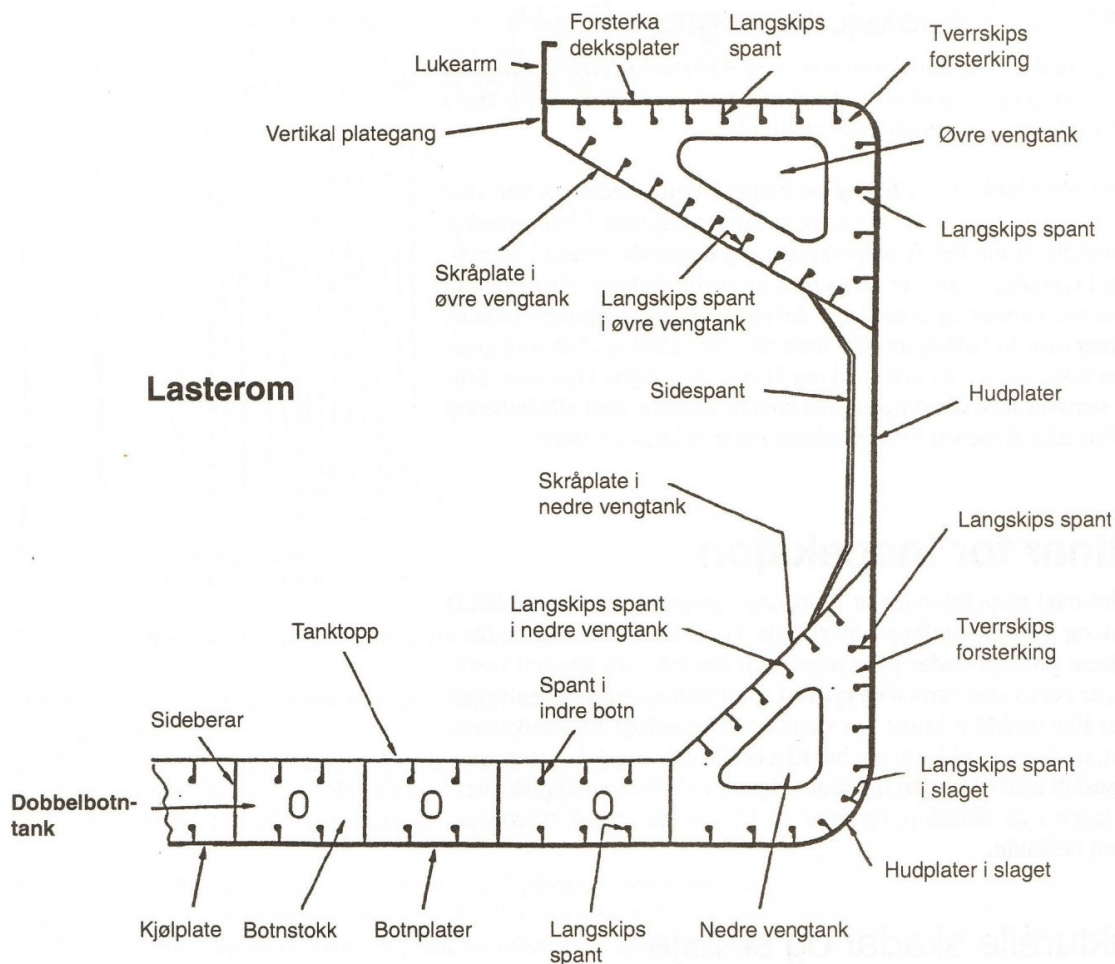 Forsterka
dekksplater
Langskips
spant
Tverrskips
forsterking
Lukearm
Vertikal plategang
Øvre vengtank
Langskips spant
Skråplate i
øvre vengtank
Langskips spant
i øvre vengtank
Lasterom
Sidespant
Hudplater
Skråplate i
nedre vengtank
Langskips spant
Langskips spant
i nedre vengtank
Tverrskips
forsterking
Tanktopp
Spant i
indre botn
Sideberar
Langskips spant
i slaget
Dobbelbotn-
tank
Hudplater i slaget
Kjølplate
Botnstokk
Botnplater
Langskips
spant
Nedre vengtank